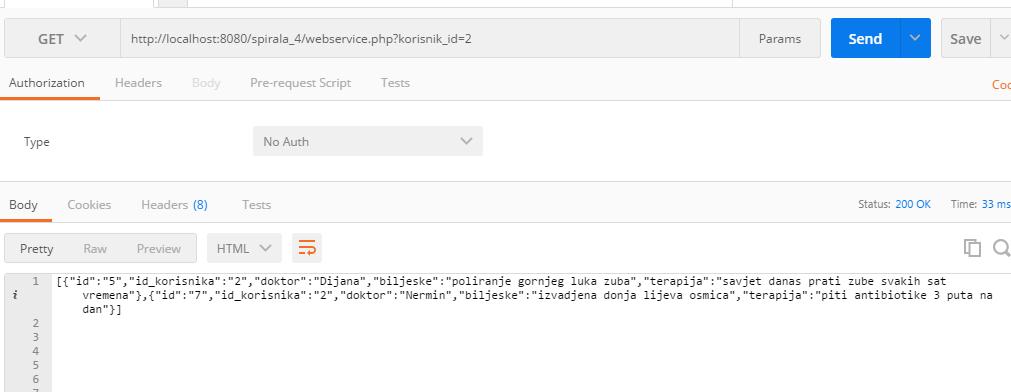 GET http://localhost:8080/spirala_4/webservice.php?korisnik_id=2 Params Send Save
Authorization Headers Body Pre-request Script Tests
Type No Auth
Body Cookies Headers (8) Tests Status: 200 OK Time: 33 ms
Pretty Raw Preview HTML
1 [{"id":"5","id_korisnika":"2","doktor":"Dijana","biljeske":"poliranje gornjeg luka zuba","terapija":"savjet danas prati zube svakih sat
vremena"},{"id":"7","id_korisnika":"2","doktor":"Nermin","biljeske":"izvadjena donja lijeva osmica","terapija":"piti antibiotike 3 puta na
dan"}]
2
3
4
5
6